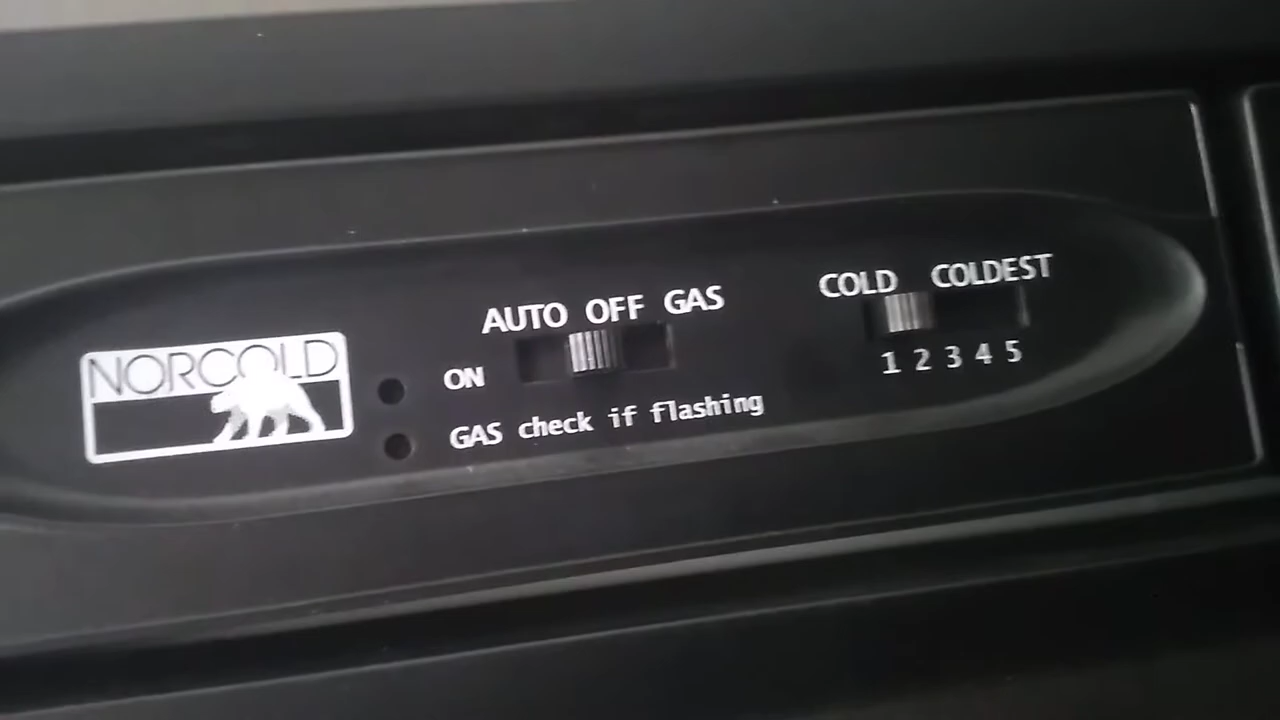 NORCOLD
AUTO OFF GAS
ON
GAS check if flashing
COLD COLDEST
1 2 3 4 5